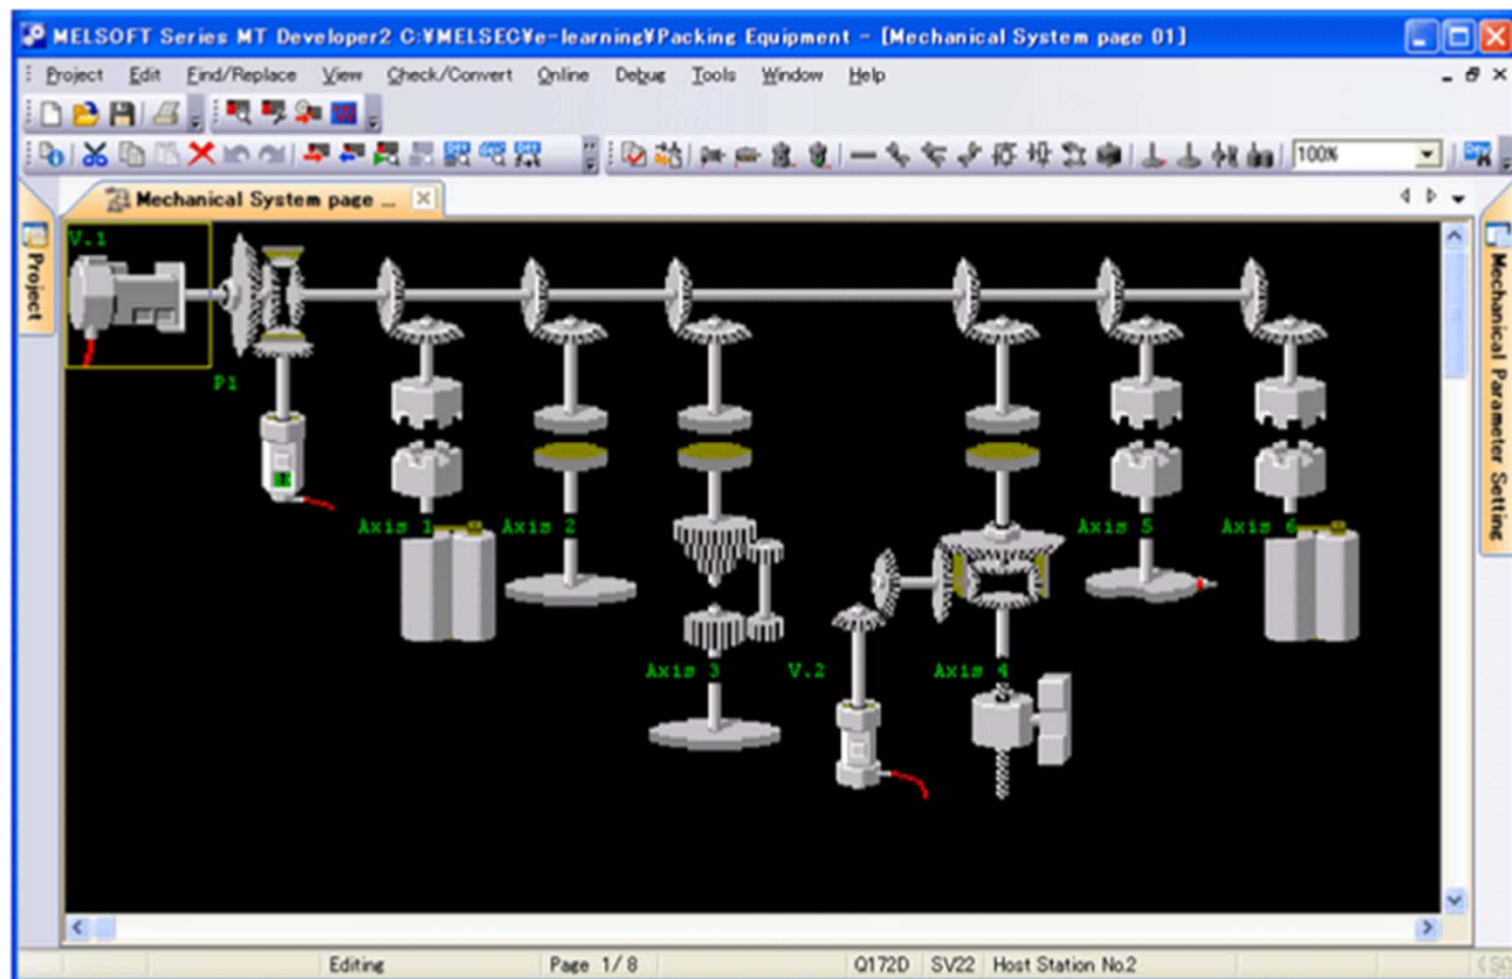 MELSOFT Series MT Developer2 C:¥MELSEC¥e-learning¥Packing Equipment - [Mechanical System page 01]
Project Edit Find/Replace View Check/Convert Online Debug Tools Window Help
100%
Mechanical System page ...
Project
Mechanical Parameter Setting
V.1
P1
Axis 1 Axis 2 Axis 5 Axis 6
Axis 3 V.2 Axis 4
Editing Page 1/8 Q172D SV22 Host Station No.2